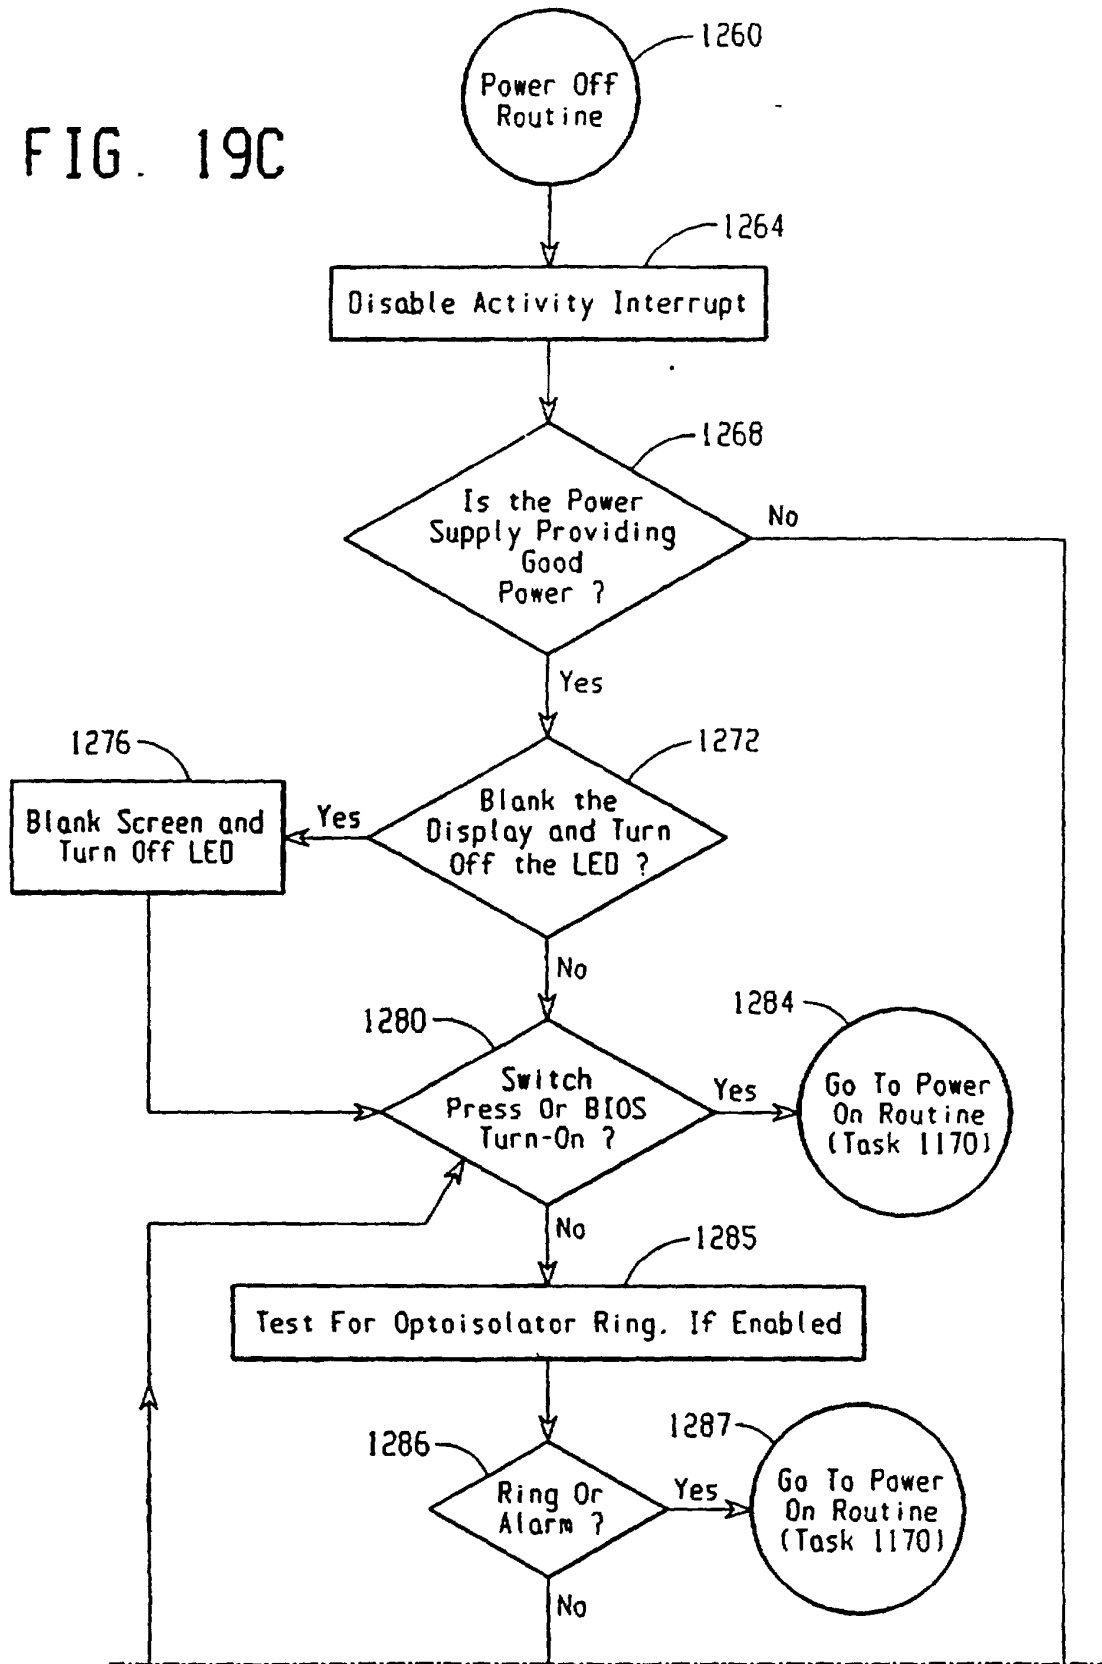 1260
Power Off
Routine
FIG. 19C
1264
Disable Activity Interrupt
1268
Is the Power
Supply Providing
Good
Power ?
No
Yes
1276
1272
Blank Screen and
Turn Off LED
Yes
Blank the
Display and Turn
Off the LED ?
No
1280
1284
Switch
Press Or BIOS
Turn-On ?
Yes
Go To Power
On Routine
(Task 1170)
No
1285
Test For Optoisolator Ring. If Enabled
1286
1287
Ring Or
Alarm ?
Yes
Go To Power
On Routine
(Task 1170)
No